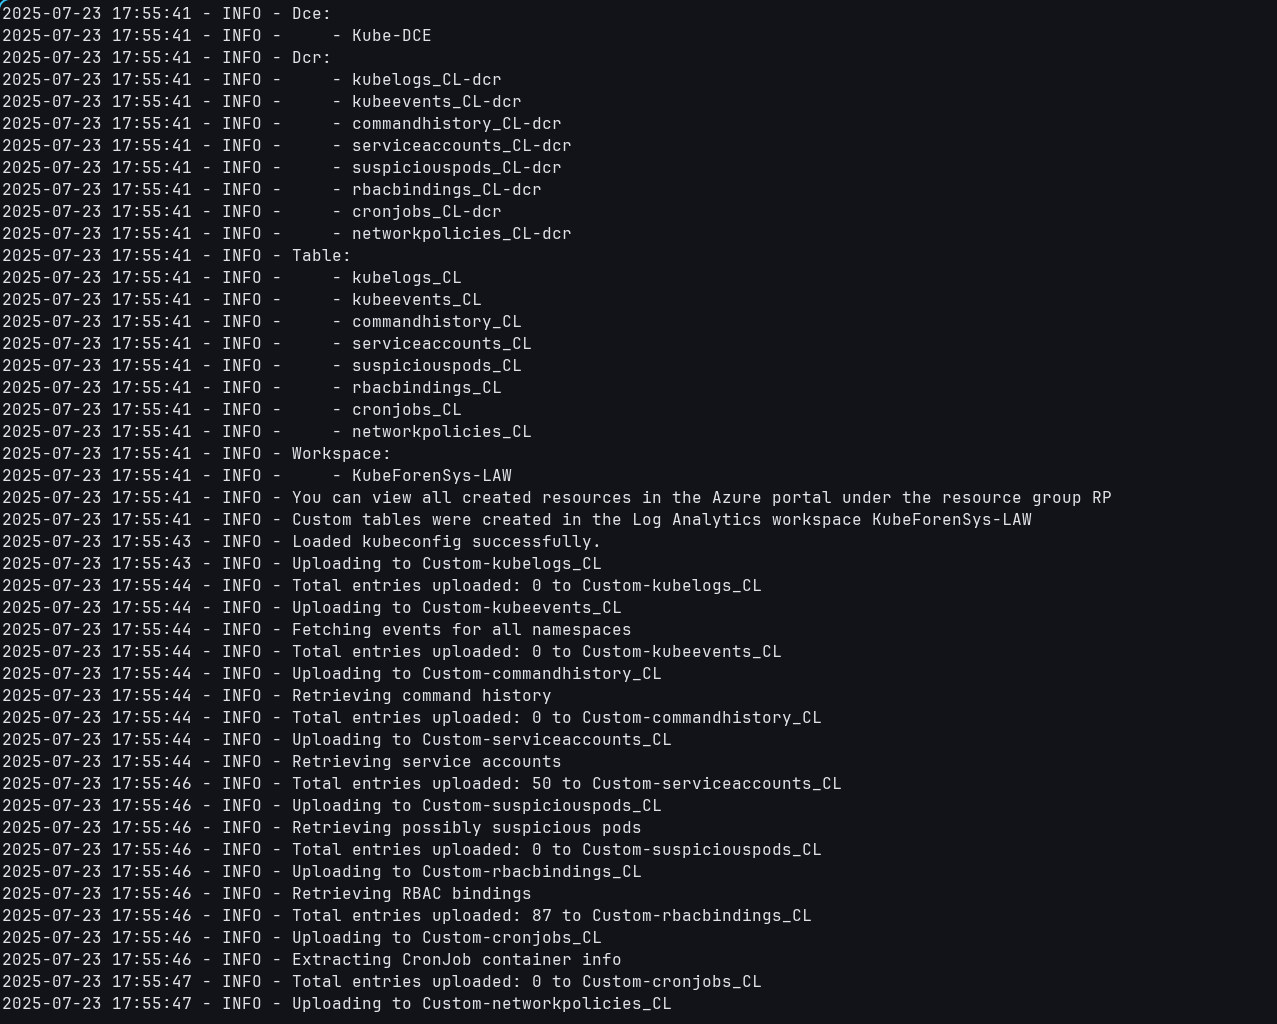 2025-07-23 17:55:41 - INFO - Dce:
2025-07-23 17:55:41 - INFO -     - Kube-DCE
2025-07-23 17:55:41 - INFO - Dcr:
2025-07-23 17:55:41 - INFO -     - kubelogs_CL-dcr
2025-07-23 17:55:41 - INFO -     - kubeevents_CL-dcr
2025-07-23 17:55:41 - INFO -     - commandhistory_CL-dcr
2025-07-23 17:55:41 - INFO -     - serviceaccounts_CL-dcr
2025-07-23 17:55:41 - INFO -     - suspiciouspods_CL-dcr
2025-07-23 17:55:41 - INFO -     - rbacbindings_CL-dcr
2025-07-23 17:55:41 - INFO -     - cronjobs_CL-dcr
2025-07-23 17:55:41 - INFO -     - networkpolicies_CL-dcr
2025-07-23 17:55:41 - INFO - Table:
2025-07-23 17:55:41 - INFO -     - kubelogs_CL
2025-07-23 17:55:41 - INFO -     - kubeevents_CL
2025-07-23 17:55:41 - INFO -     - commandhistory_CL
2025-07-23 17:55:41 - INFO -     - serviceaccounts_CL
2025-07-23 17:55:41 - INFO -     - suspiciouspods_CL
2025-07-23 17:55:41 - INFO -     - rbacbindings_CL
2025-07-23 17:55:41 - INFO -     - cronjobs_CL
2025-07-23 17:55:41 - INFO -     - networkpolicies_CL
2025-07-23 17:55:41 - INFO - Workspace:
2025-07-23 17:55:41 - INFO -     - KubeForenSys-LAW
2025-07-23 17:55:41 - INFO - You can view all created resources in the Azure portal under the resource group RP
2025-07-23 17:55:41 - INFO - Custom tables were created in the Log Analytics workspace KubeForenSys-LAW
2025-07-23 17:55:43 - INFO - Loaded kubeconfig successfully.
2025-07-23 17:55:43 - INFO - Uploading to Custom-kubelogs_CL
2025-07-23 17:55:44 - INFO - Total entries uploaded: 0 to Custom-kubelogs_CL
2025-07-23 17:55:44 - INFO - Uploading to Custom-kubeevents_CL
2025-07-23 17:55:44 - INFO - Fetching events for all namespaces
2025-07-23 17:55:44 - INFO - Total entries uploaded: 0 to Custom-kubeevents_CL
2025-07-23 17:55:44 - INFO - Uploading to Custom-commandhistory_CL
2025-07-23 17:55:44 - INFO - Retrieving command history
2025-07-23 17:55:44 - INFO - Total entries uploaded: 0 to Custom-commandhistory_CL
2025-07-23 17:55:44 - INFO - Uploading to Custom-serviceaccounts_CL
2025-07-23 17:55:44 - INFO - Retrieving service accounts
2025-07-23 17:55:46 - INFO - Total entries uploaded: 50 to Custom-serviceaccounts_CL
2025-07-23 17:55:46 - INFO - Uploading to Custom-suspiciouspods_CL
2025-07-23 17:55:46 - INFO - Retrieving possibly suspicious pods
2025-07-23 17:55:46 - INFO - Total entries uploaded: 0 to Custom-suspiciouspods_CL
2025-07-23 17:55:46 - INFO - Uploading to Custom-rbacbindings_CL
2025-07-23 17:55:46 - INFO - Retrieving RBAC bindings
2025-07-23 17:55:46 - INFO - Total entries uploaded: 87 to Custom-rbacbindings_CL
2025-07-23 17:55:46 - INFO - Uploading to Custom-cronjobs_CL
2025-07-23 17:55:46 - INFO - Extracting CronJob container info
2025-07-23 17:55:47 - INFO - Total entries uploaded: 0 to Custom-cronjobs_CL
2025-07-23 17:55:47 - INFO - Uploading to Custom-networkpolicies_CL